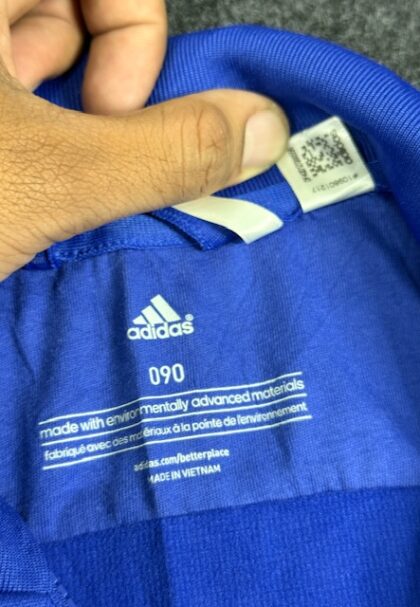 #109601217
adidas®
090
made with environmentally advanced materials
fabriqué avec des matériaux à la pointe de l'environnement
adidas.com/betterplace
MADE IN VIETNAM